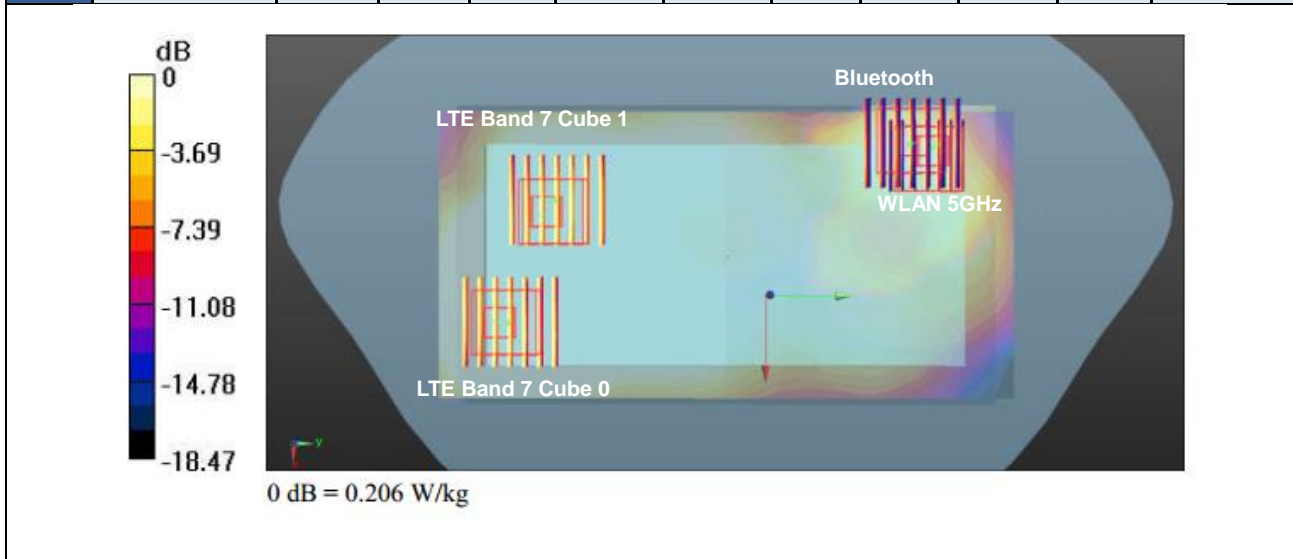 dB
0
-3.69
-7.39
-11.08
-14.78
-18.47
Bluetooth
LTE Band 7 Cube 1
WLAN 5GHz
LTE Band 7 Cube 0
y
0 dB = 0.206 W/kg